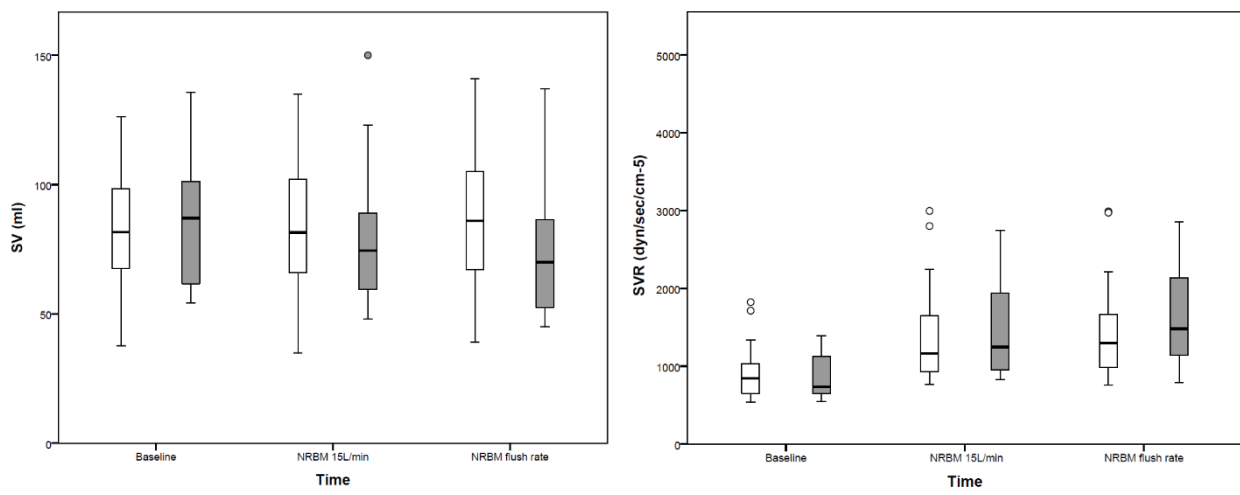 SV (ml)
150
100
50
0
Baseline
NRBM 15L/min
NRBM flush rate
Time
SVR (dyn/sec/cm-5)
5000
4000
3000
2000
1000
0
Baseline
NRBM 15L/min
NRBM flush rate
Time